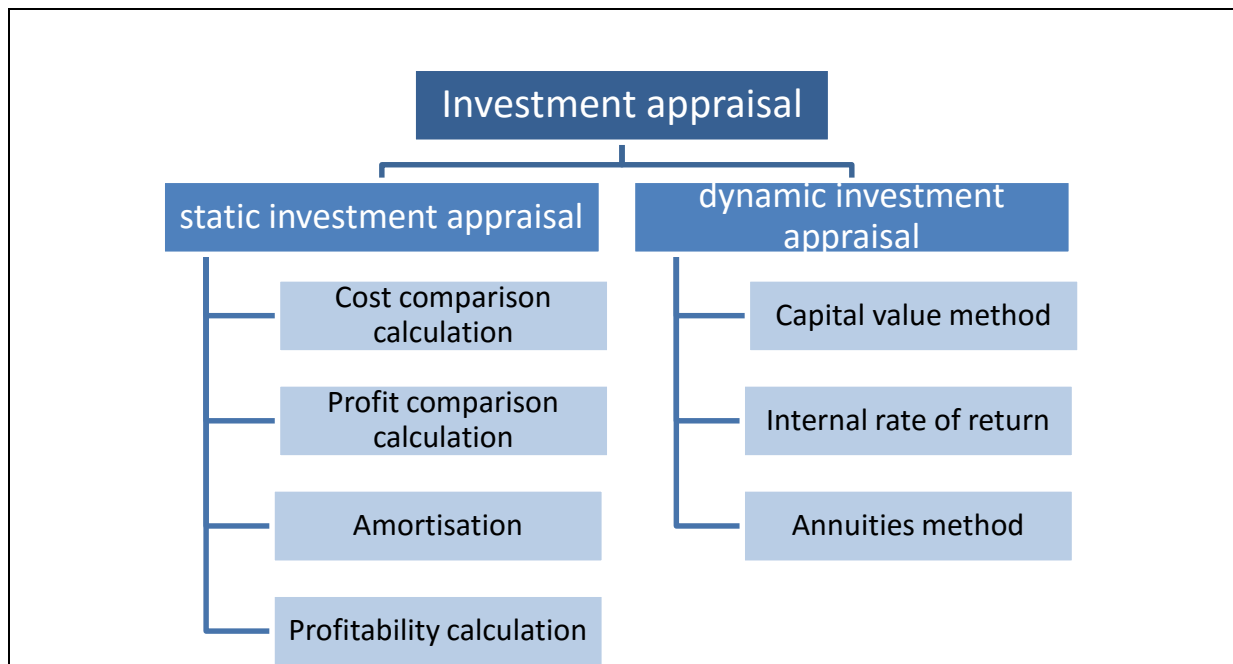 Investment appraisal
static investment appraisal
Cost comparison
calculation
Profit comparison
calculation
Amortisation
Profitability calculation
dynamic investment
appraisal
Capital value method
Internal rate of return
Annuities method